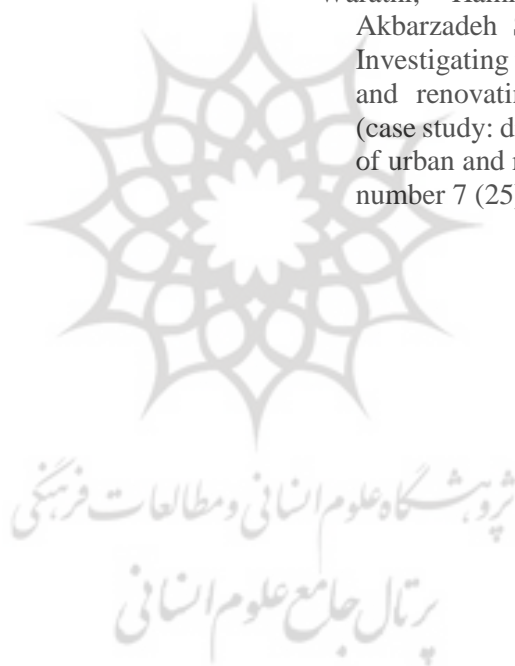 Akbarzadeh
Investigating
and renovatin
(case study: d
of urban and r
number 7 (25
پژوهشگاه علوم انسانی و مطالعات فرهنگی
پرتال جامع علوم انسانی